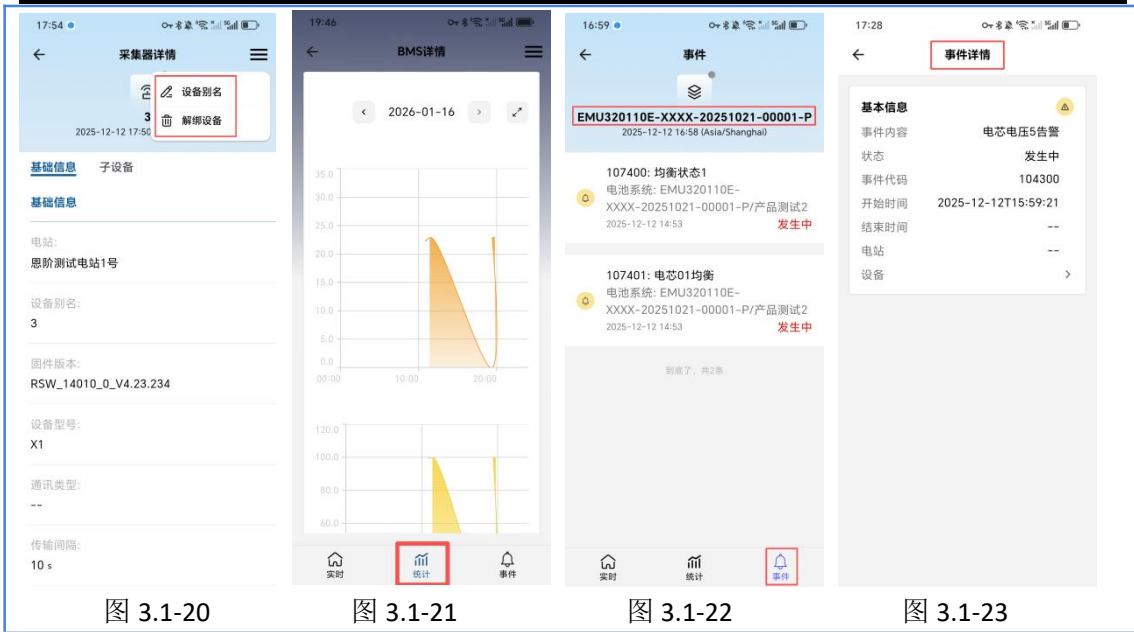 17:54
采集器详情
设备别名
解绑设备
3
2025-12-12 17:50
基础信息 子设备
基础信息
电站:
恩阶测试电站1号
设备别名:
3
固件版本:
RSW_14010_0_V4.23.234
设备型号:
X1
通讯类型:
--
传输间隔:
10 s
图 3.1-20
19:46
BMS详情
2026-01-16
35.0
30.0
25.0
20.0
15.0
10.0
5.0
0.0
00:00 10:00 20:00
120.0
100.0
80.0
60.0
实时 统计 事件
图 3.1-21
16:59
事件
EMU320110E-XXXX-20251021-00001-P
2025-12-12 16:58 (Asia/Shanghai)
107400: 均衡状态1
电池系统: EMU320110E-
XXXX-20251021-00001-P/产品测试2
2025-12-12 14:53 发生中
107401: 电芯01均衡
电池系统: EMU320110E-
XXXX-20251021-00001-P/产品测试2
2025-12-12 14:53 发生中
到底了，共2条
实时 统计 事件
图 3.1-22
17:28
事件详情
基本信息
事件内容 电芯电压5告警
状态 发生中
事件代码 104300
开始时间 2025-12-12T15:59:21
结束时间 --
电站 --
设备
图 3.1-23